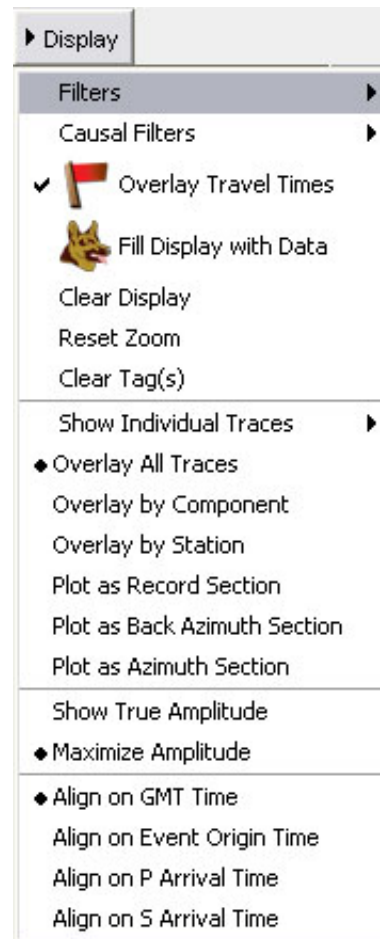 Display
Filters
Causal Filters
Overlay Travel Times
Fill Display with Data
Clear Display
Reset Zoom
Clear Tag(s)
Show Individual Traces
Overlay All Traces
Overlay by Component
Overlay by Station
Plot as Record Section
Plot as Back Azimuth Section
Plot as Azimuth Section
Show True Amplitude
Maximize Amplitude
Align on GMT Time
Align on Event Origin Time
Align on P Arrival Time
Align on S Arrival Time